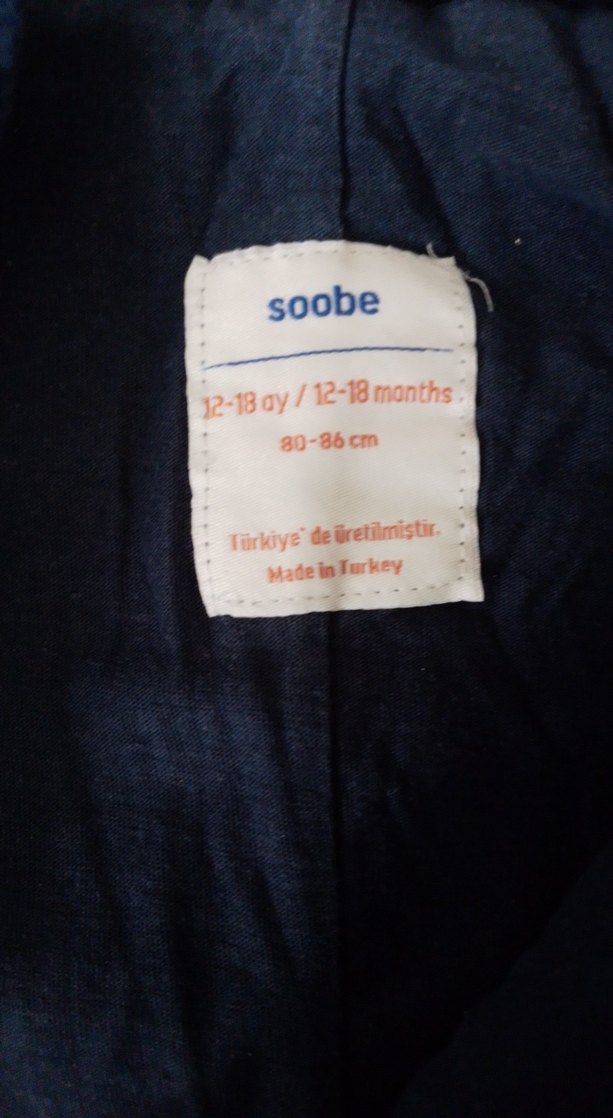 soobe
12-18 ay / 12-18 months
80-86 cm
Türkiye' de üretilmiştir.
Made in Turkey